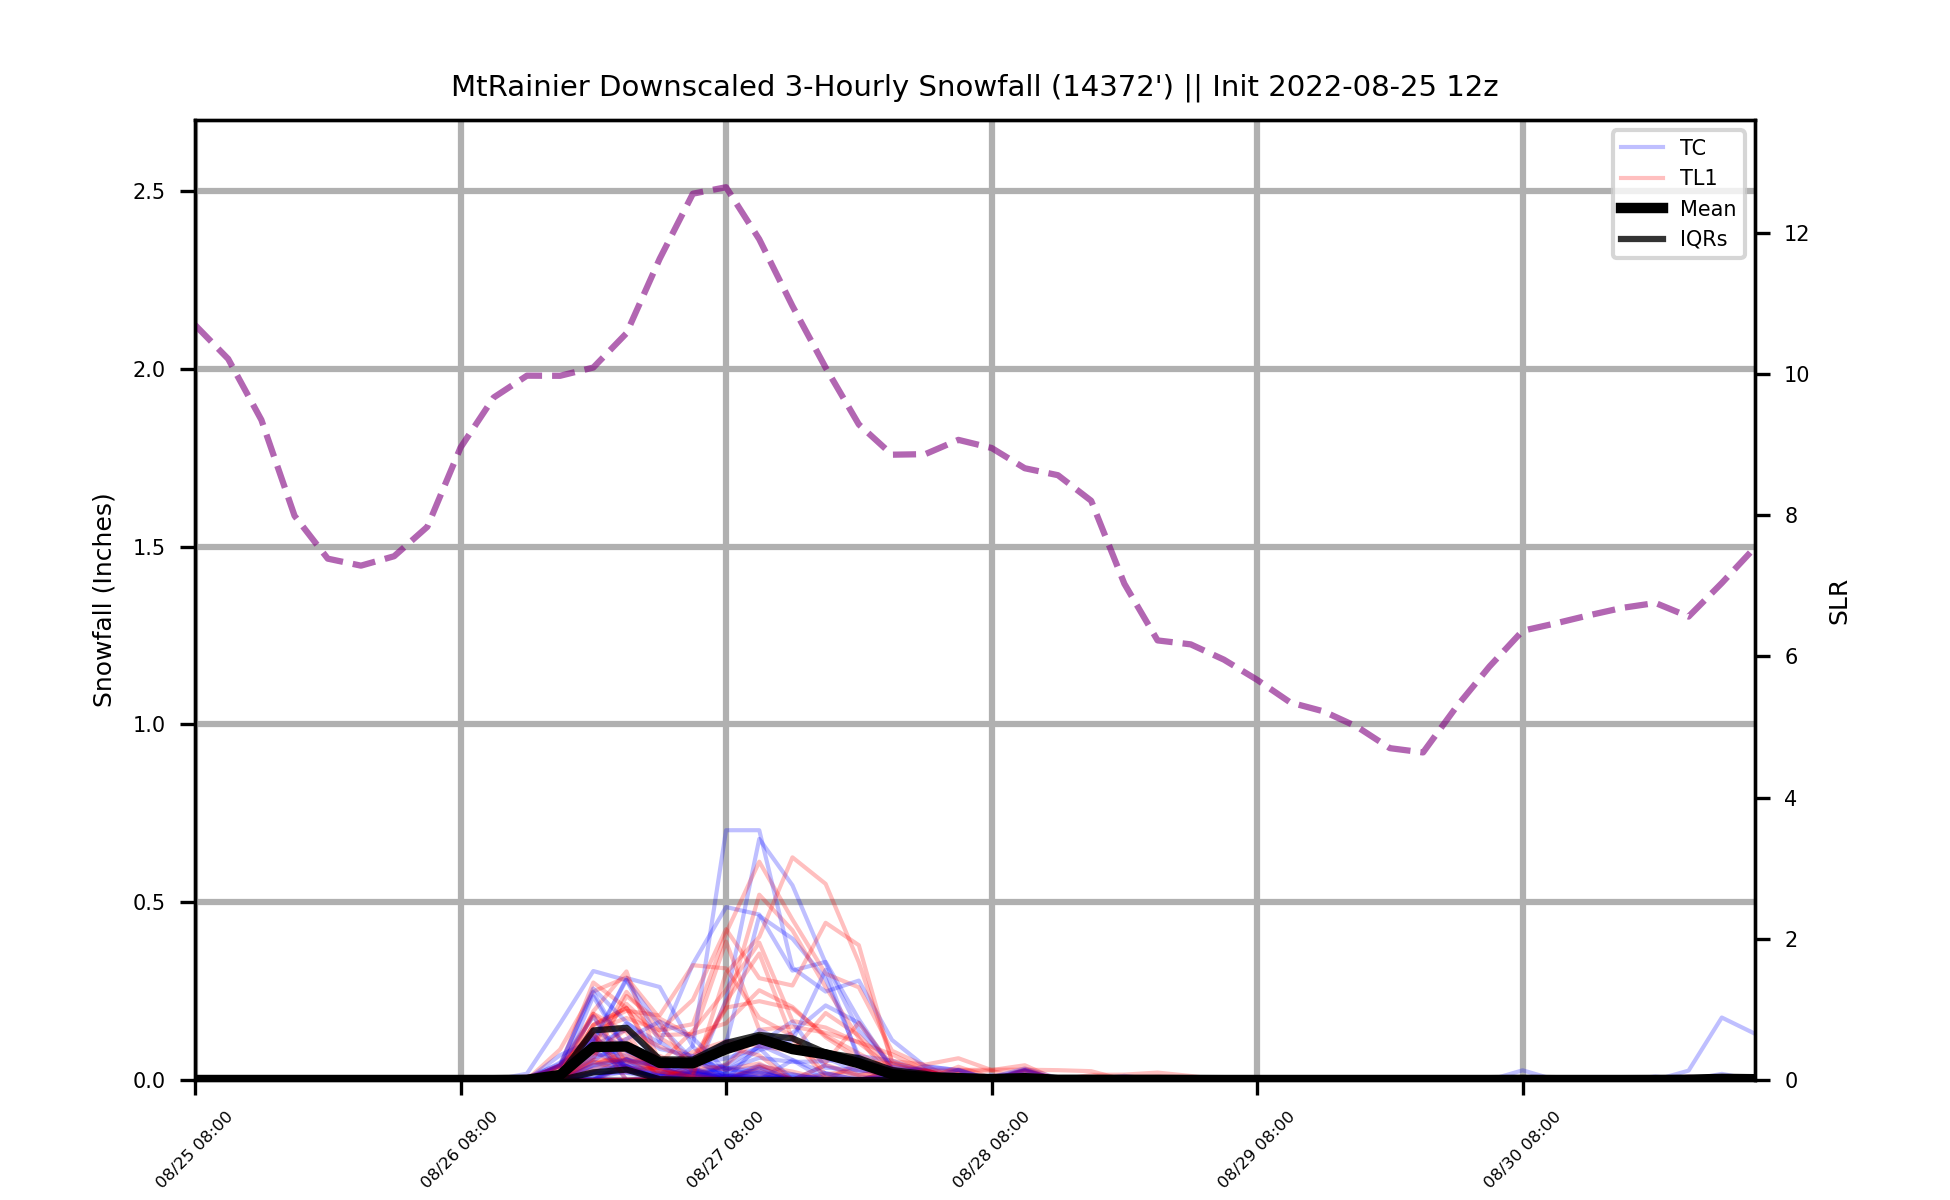 MtRainier Downscaled 3-Hourly Snowfall (14372') || Init 2022-08-25 12z
TC
TL1
Mean
IQRs
Snowfall (Inches)
2.5
2.0
1.5
1.0
0.5
0.0
12
10
8
6
4
2
0
SLR
08/25 08:00
08/26 08:00
08/27 08:00
08/28 08:00
08/29 08:00
08/30 08:00